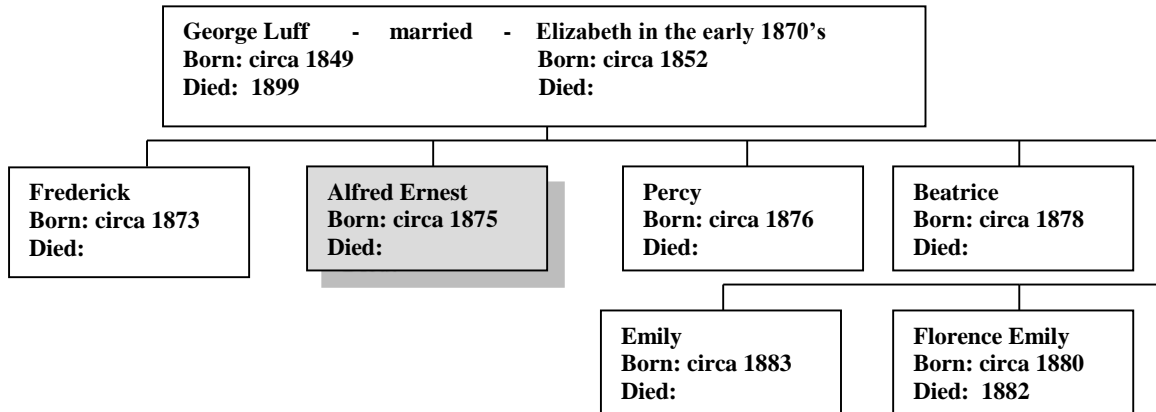 George Luff - married - Elizabeth in the early 1870’s
Born: circa 1849 Born: circa 1852
Died: 1899 Died:
Frederick
Born: circa 1873
Died:
Alfred Ernest
Born: circa 1875
Died:
Percy
Born: circa 1876
Died:
Beatrice
Born: circa 1878
Died:
Emily
Born: circa 1883
Died:
Florence Emily
Born: circa 1880
Died: 1882